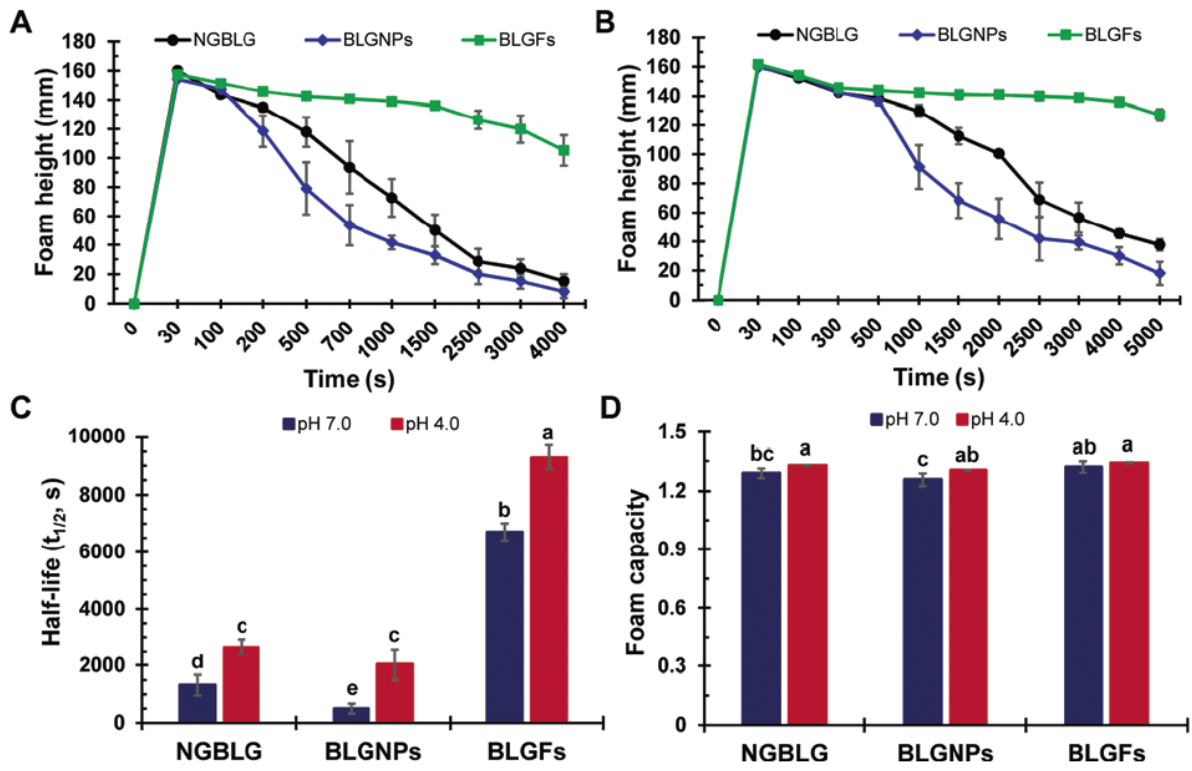 A
NGBLG BLGNPs BLGFs
Foam height (mm)
180
160
140
120
100
80
60
40
20
0
0 30 100 200 500 700 1000 1500 2500 3000 4000
Time (s)
B
NGBLG BLGNPs BLGFs
Foam height (mm)
180
160
140
120
100
80
60
40
20
0
0 30 100 300 500 1000 1500 2000 2500 3000 4000 5000
Time (s)
C
pH 7.0 pH 4.0
Half-life (t1/2, s)
10000
8000
6000
4000
2000
0
d c e c b a
NGBLG BLGNPs BLGFs
D
pH 7.0 pH 4.0
Foam capacity
1.5
1.2
0.9
0.6
0.3
0
bc a c ab ab a
NGBLG BLGNPs BLGFs